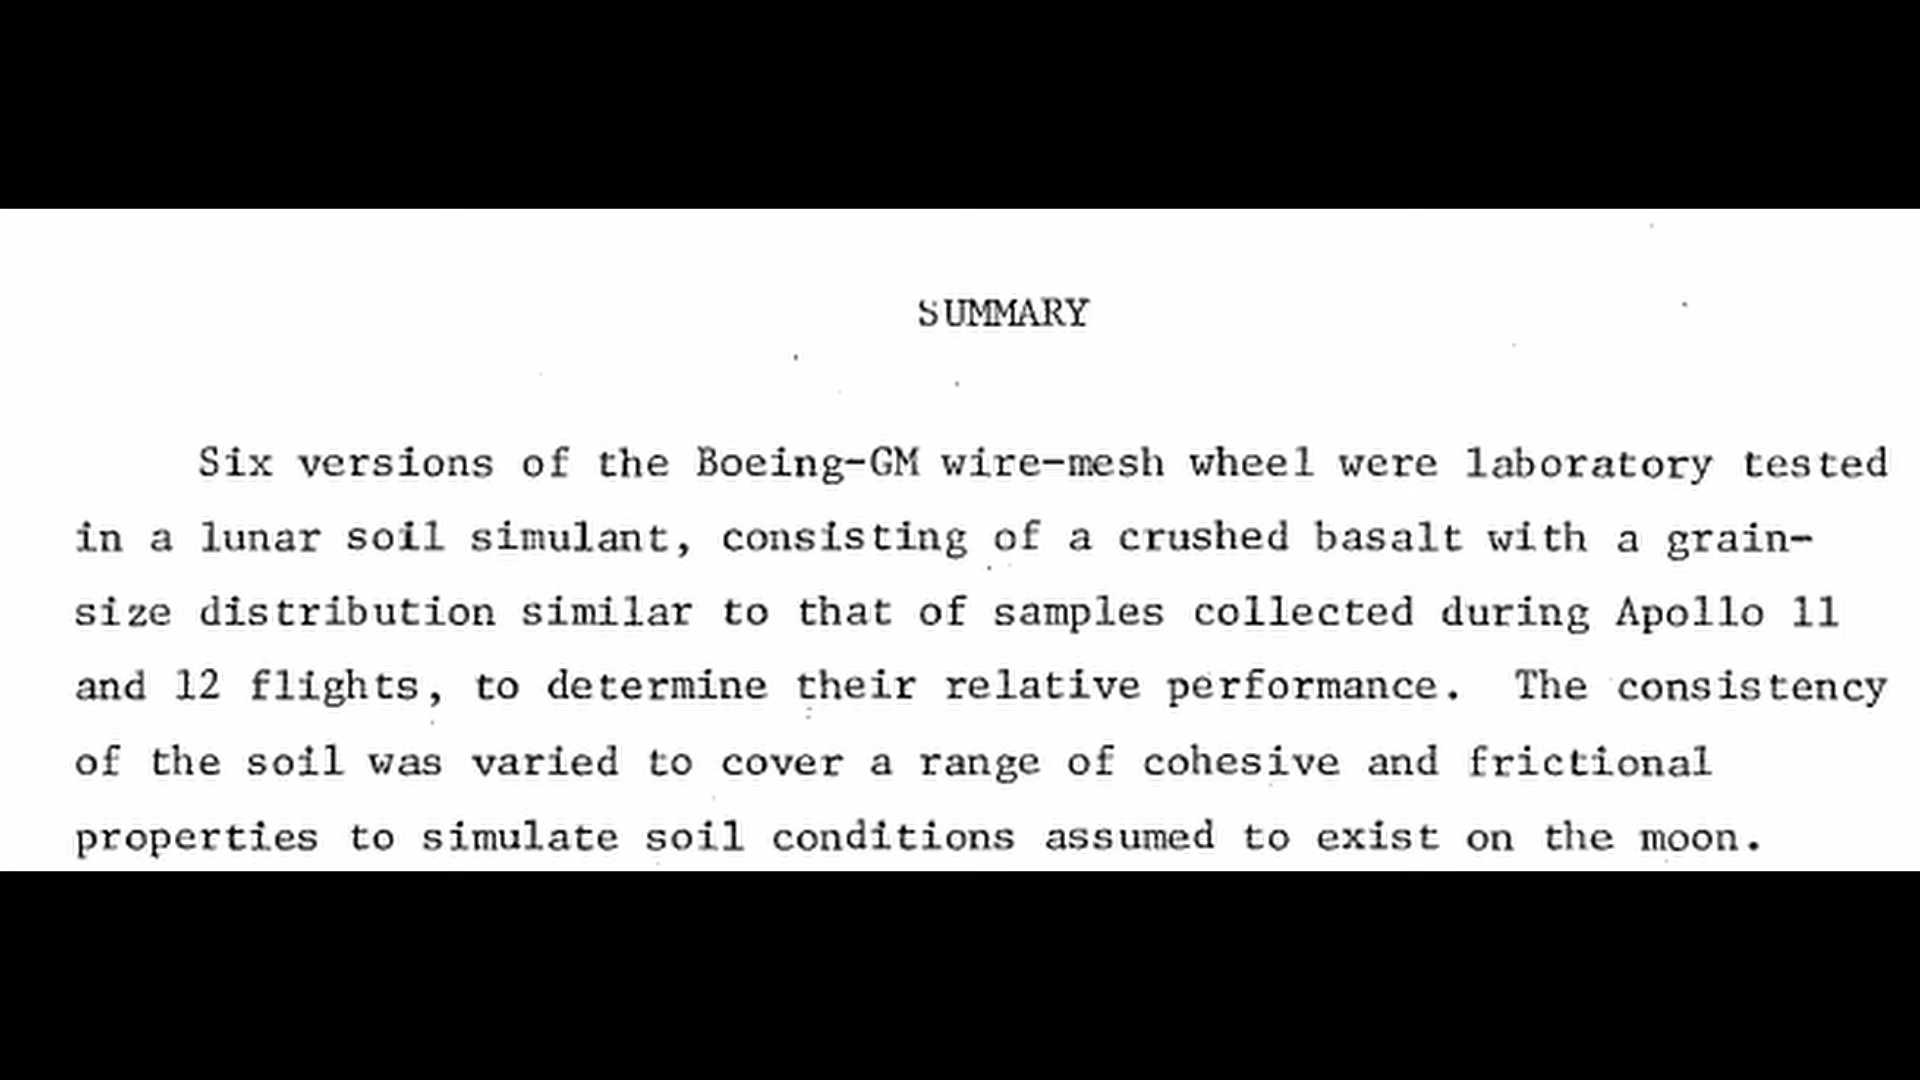 SUMMARY
Six versions of the Boeing-GM wire-mesh wheel were laboratory tested
in a lunar soil simulant, consisting of a crushed basalt with a grain-
size distribution similar to that of samples collected during Apollo 11
and 12 flights, to determine their relative performance. The consistency
of the soil was varied to cover a range of cohesive and frictional
properties to simulate soil conditions assumed to exist on the moon.